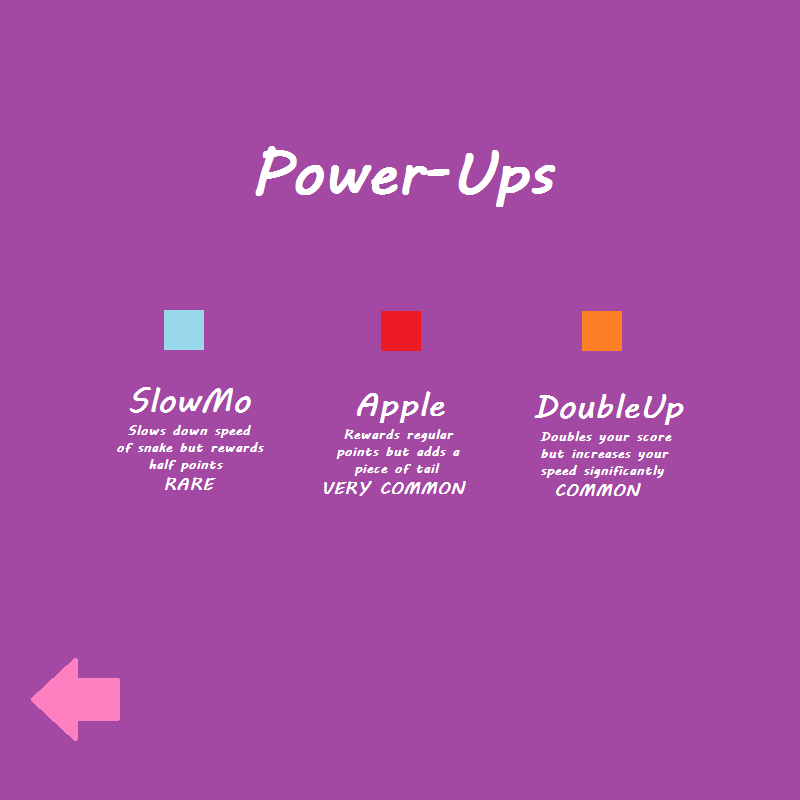 Power-Ups
SlowMo
Slows down speed
of snake but rewards
half points
RARE
Apple
Rewards regular
points but adds a
piece of tail
VERY COMMON
DoubleUp
Doubles your score
but increases your
speed significantly
COMMON